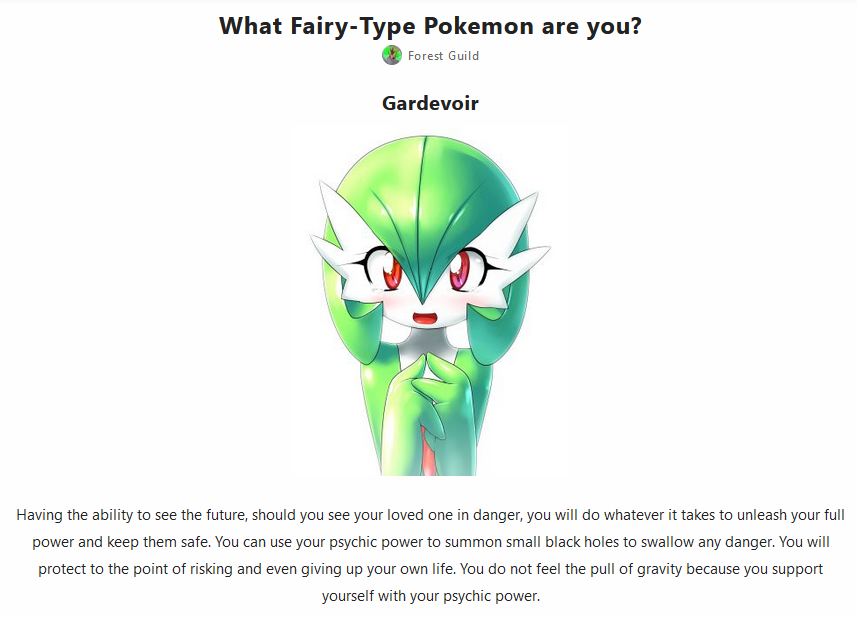 What Fairy-Type Pokemon are you?
Forest Guild
Gardevoir
Having the ability to see the future, should you see your loved one in danger, you will do whatever it takes to unleash your full
power and keep them safe. You can use your psychic power to summon small black holes to swallow any danger. You will
protect to the point of risking and even giving up your own life. You do not feel the pull of gravity because you support
yourself with your psychic power.